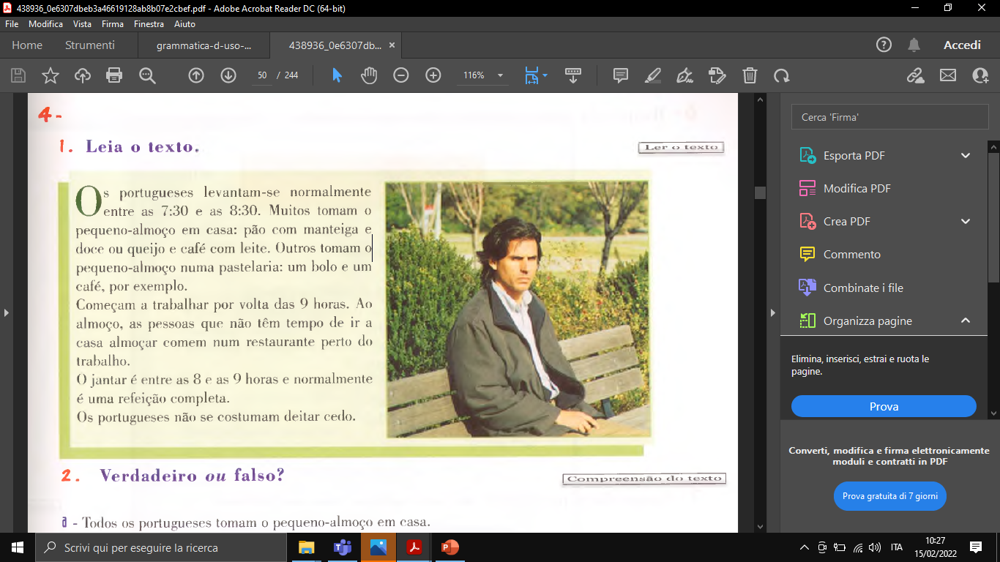 438936_0e6307dbeb3a46619128ab8b07e2cbef.pdf - Adobe Acrobat Reader DC (64-bit)
File Modifica Vista Firma Finestra Aiuto
Home Strumenti grammatica-d-uso-... 438936_0e6307db... ×
50 / 244 116%
Accedi
4-
1. Leia o texto.
Ler o texto
Os portugueses levantam-se normalmente
entre as 7:30 e as 8:30. Muitos tomam o
pequeno-almoço em casa: pão com manteiga e
doce ou queijo e café com leite. Outros tomam o
pequeno-almoço numa pastelaria: um bolo e um
café, por exemplo.
Começam a trabalhar por volta das 9 horas. Ao
almoço, as pessoas que não têm tempo de ir a
casa almoçar comem num restaurante perto do
trabalho.
O jantar é entre as 8 e as 9 horas e normalmente
é uma refeição completa.
Os portugueses não se costumam deitar cedo.
2. Verdadeiro ou falso?
Compreensão do texto
a - Todos os portugueses tomam o pequeno-almoço em casa.
Cerca 'Firma'
Esporta PDF
Modifica PDF
Crea PDF
Commento
Combinate i file
Organizza pagine
Elimina, inserisci, estrai e ruota le
pagine.
Prova
Converti, modifica e firma elettronicamente
moduli e contratti in PDF
Prova gratuita di 7 giorni
Scrivi qui per eseguire la ricerca
ITA
10:27
15/02/2022